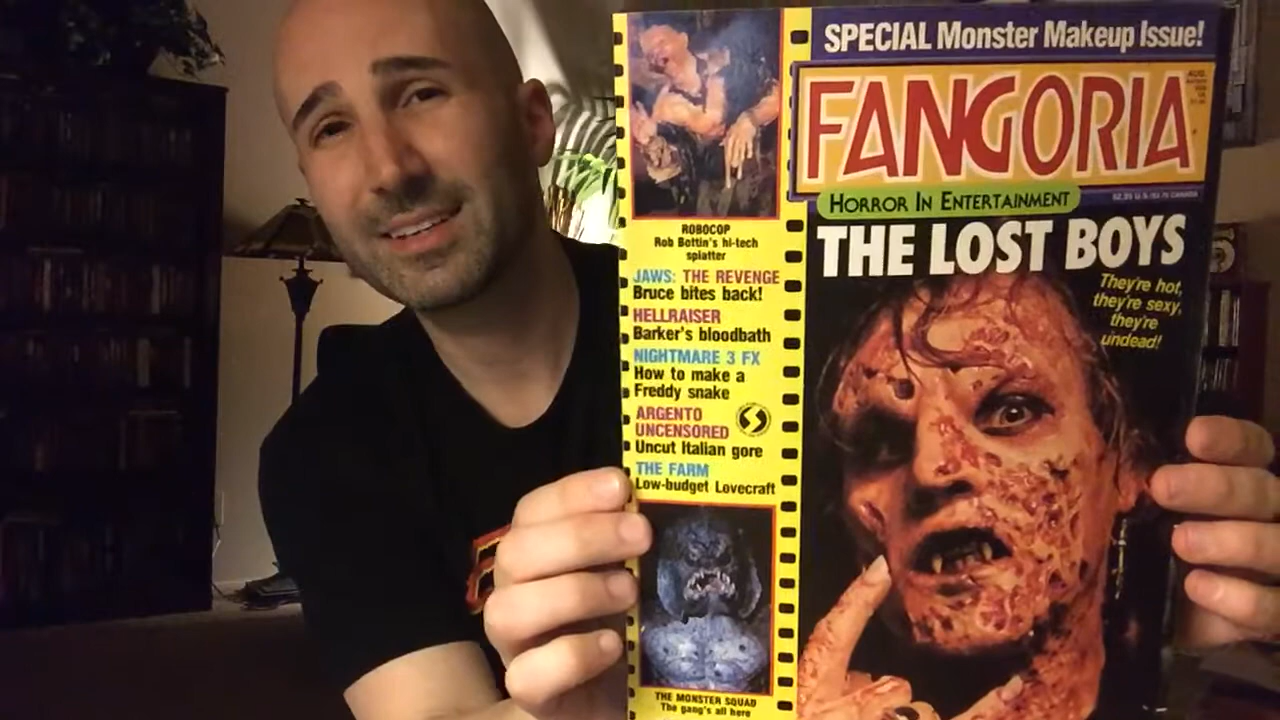 SPECIAL Monster Makeup Issue!
FANGORIA
HORROR IN ENTERTAINMENT
THE LOST BOYS
They're hot,
they're sexy,
they're
undead!
ROBOCOP
Rob Bottin's hi-tech
splatter
JAWS: THE REVENGE
Bruce bites back!
HELLRAISER
Barker's bloodbath
NIGHTMARE 3 FX
How to make a
Freddy snake
ARGENTO
UNCENSORED
Uncut Italian gore
THE FARM
Low-budget Lovecraft
THE MONSTER SQUAD
The gang's all here